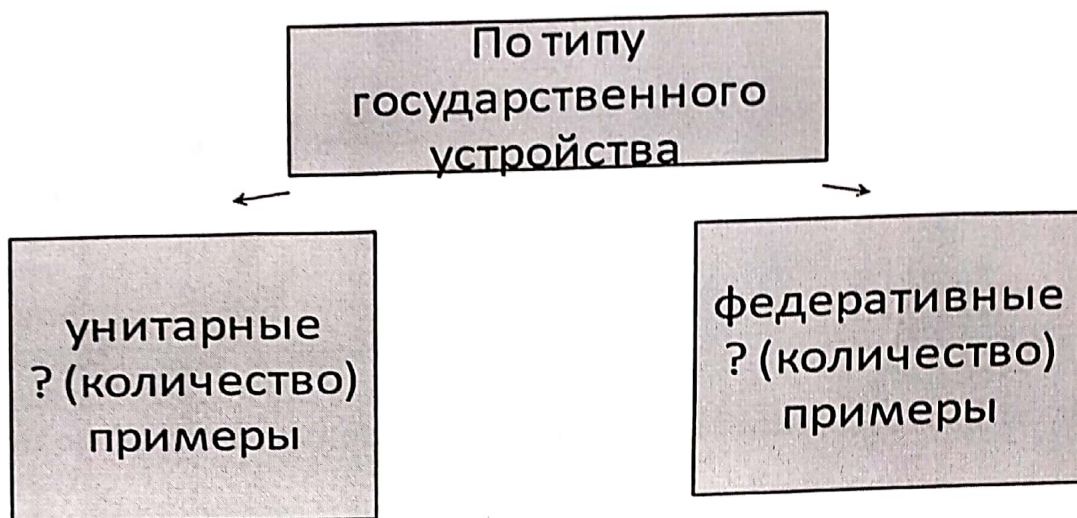 По типу
государственного
устройства
унитарные
? (количество)
примеры
федеративные
? (количество)
примеры